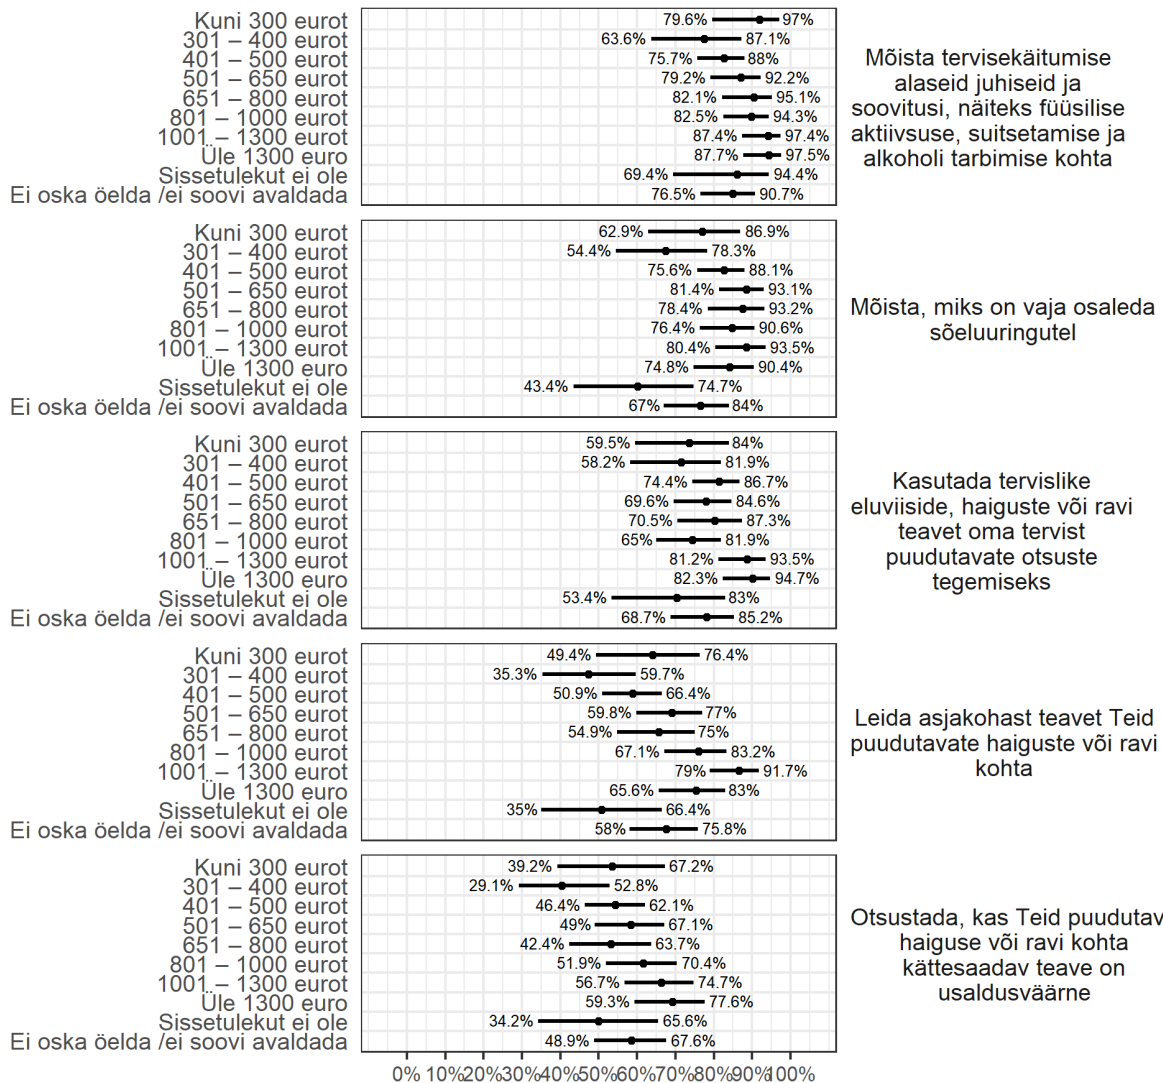 Kuni 300 eurot 79.6% 97%
301 – 400 eurot 63.6% 87.1%
401 – 500 eurot 75.7% 88%
501 – 650 eurot 79.2% 92.2%
651 – 800 eurot 82.1% 95.1%
801 – 1000 eurot 82.5% 94.3%
1001 – 1300 eurot 87.4% 97.4%
Üle 1300 euro 87.7% 97.5%
Sissetulekut ei ole 69.4% 94.4%
Ei oska öelda /ei soovi avaldada 76.5% 90.7%
Mõista tervisekäitumise
alaseid juhiseid ja
soovitusi, näiteks füüsilise
aktiivsuse, suitsetamise ja
alkoholi tarbimise kohta
Kuni 300 eurot 62.9% 86.9%
301 – 400 eurot 54.4% 78.3%
401 – 500 eurot 75.6% 88.1%
501 – 650 eurot 81.4% 93.1%
651 – 800 eurot 78.4% 93.2%
801 – 1000 eurot 76.4% 90.6%
1001 – 1300 eurot 80.4% 93.5%
Üle 1300 euro 74.8% 90.4%
Sissetulekut ei ole 43.4% 74.7%
Ei oska öelda /ei soovi avaldada 67% 84%
Mõista, miks on vaja osaleda
sõeluuringutel
Kuni 300 eurot 59.5% 84%
301 – 400 eurot 58.2% 81.9%
401 – 500 eurot 74.4% 86.7%
501 – 650 eurot 69.6% 84.6%
651 – 800 eurot 70.5% 87.3%
801 – 1000 eurot 65% 81.9%
1001 – 1300 eurot 81.2% 93.5%
Üle 1300 euro 82.3% 94.7%
Sissetulekut ei ole 53.4% 83%
Ei oska öelda /ei soovi avaldada 68.7% 85.2%
Kasutada tervislike
eluviiside, haiguste või ravi
teavet oma tervist
puudutavate otsuste
tegemiseks
Kuni 300 eurot 49.4% 76.4%
301 – 400 eurot 35.3% 59.7%
401 – 500 eurot 50.9% 66.4%
501 – 650 eurot 59.8% 77%
651 – 800 eurot 54.9% 75%
801 – 1000 eurot 67.1% 83.2%
1001 – 1300 eurot 79% 91.7%
Üle 1300 euro 65.6% 83%
Sissetulekut ei ole 35% 66.4%
Ei oska öelda /ei soovi avaldada 58% 75.8%
Leida asjakohast teavet Teid
puudutavate haiguste või ravi
kohta
Kuni 300 eurot 39.2% 67.2%
301 – 400 eurot 29.1% 52.8%
401 – 500 eurot 46.4% 62.1%
501 – 650 eurot 49% 67.1%
651 – 800 eurot 42.4% 63.7%
801 – 1000 eurot 51.9% 70.4%
1001 – 1300 eurot 56.7% 74.7%
Üle 1300 euro 59.3% 77.6%
Sissetulekut ei ole 34.2% 65.6%
Ei oska öelda /ei soovi avaldada 48.9% 67.6%
Otsustada, kas Teid puudutav
haiguse või ravi kohta
kättesaadav teave on
usaldusväärne
0% 10% 20% 30% 40% 50% 60% 70% 80% 90% 100%